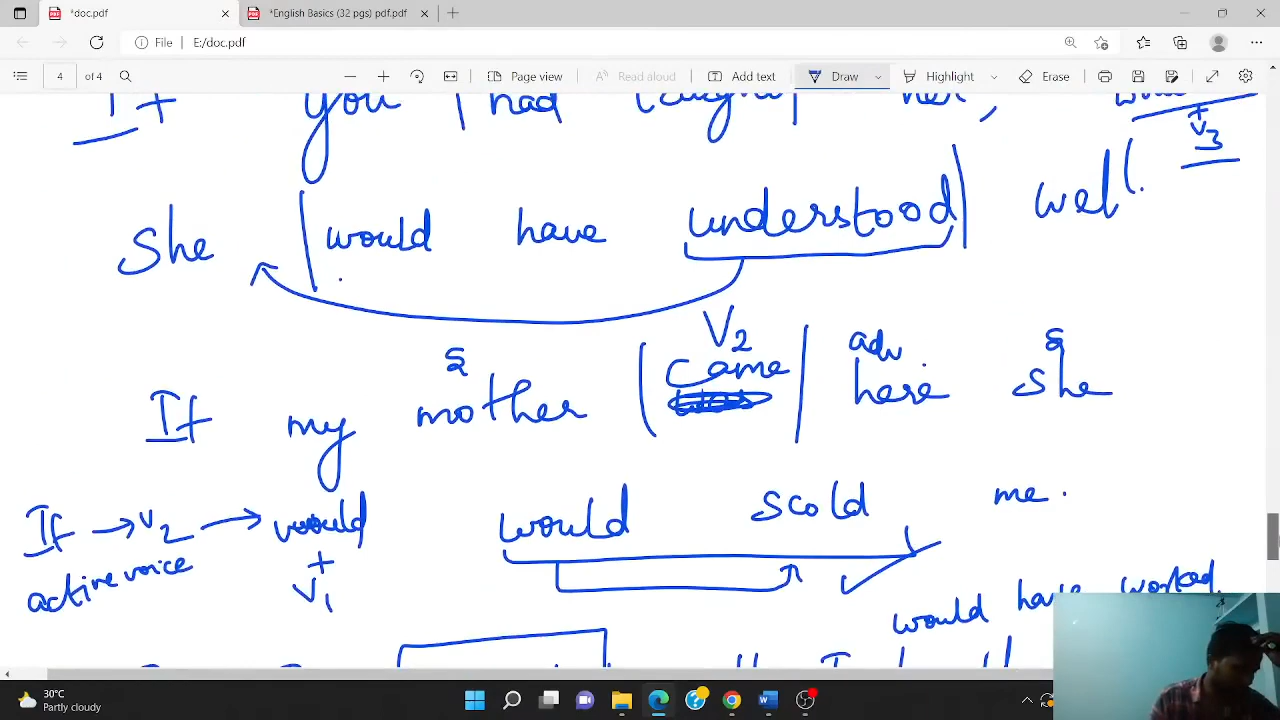 *doc.pdf
*English Basics (32 pgs) pdf.pdf
File E:/doc.pdf
4 of 4
Page view
Read aloud
Add text
Draw
Highlight
Erase
If you had her,
+
V3
She would have understood well.
S V2 adv S
If my mother came here she
If → V2 → would
would scold me.
active voice
+
V1
would have worked
30°C
Partly cloudy